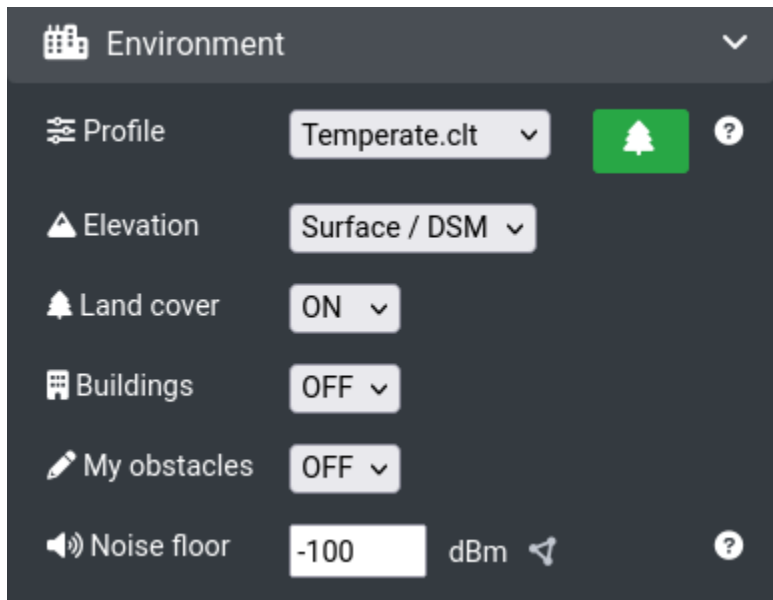 Environment
Profile Temperate.clt ?
Elevation Surface / DSM
Land cover ON
Buildings OFF
My obstacles OFF
Noise floor -100 dBm ?